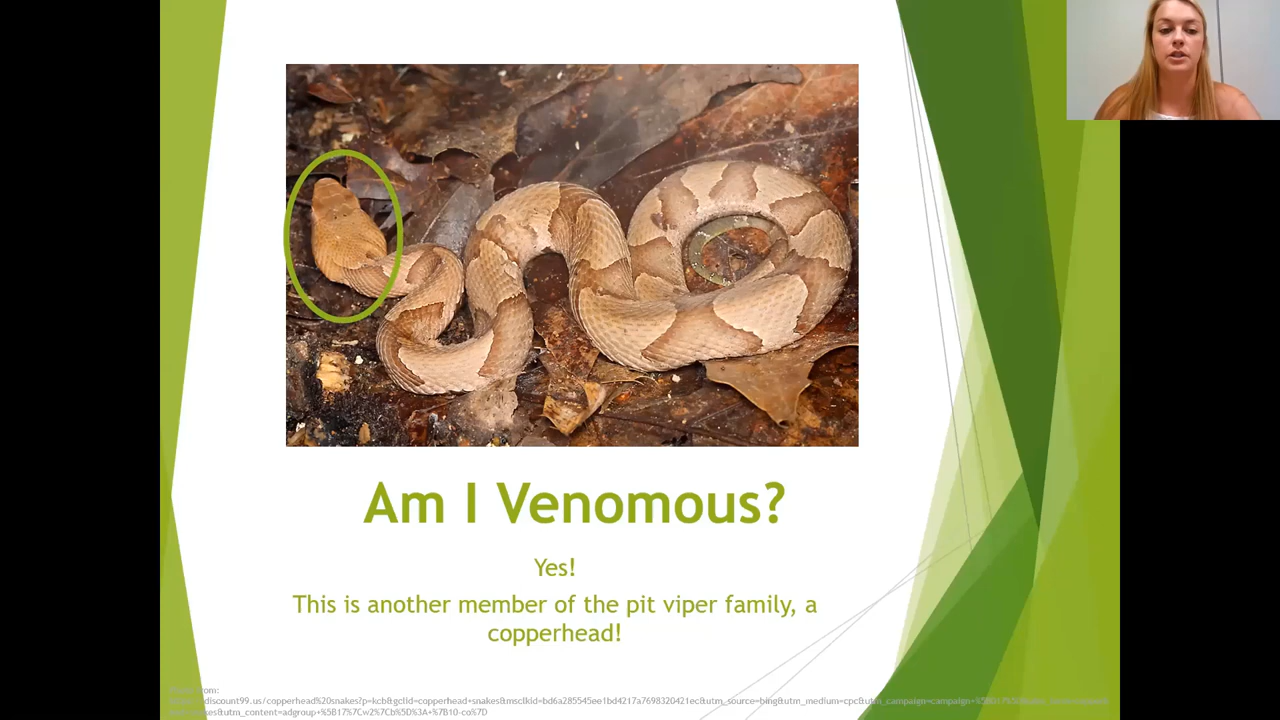 Am I Venomous?
Yes!
This is another member of the pit viper family, a
copperhead!